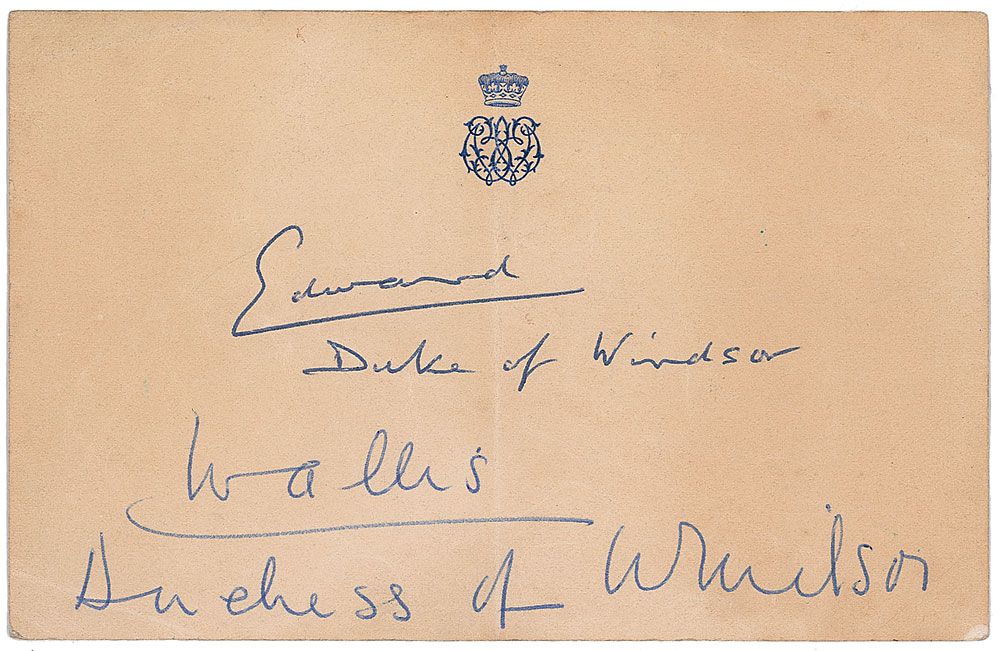 Edward
Duke of Windsor
Wallis
Duchess of Windsor